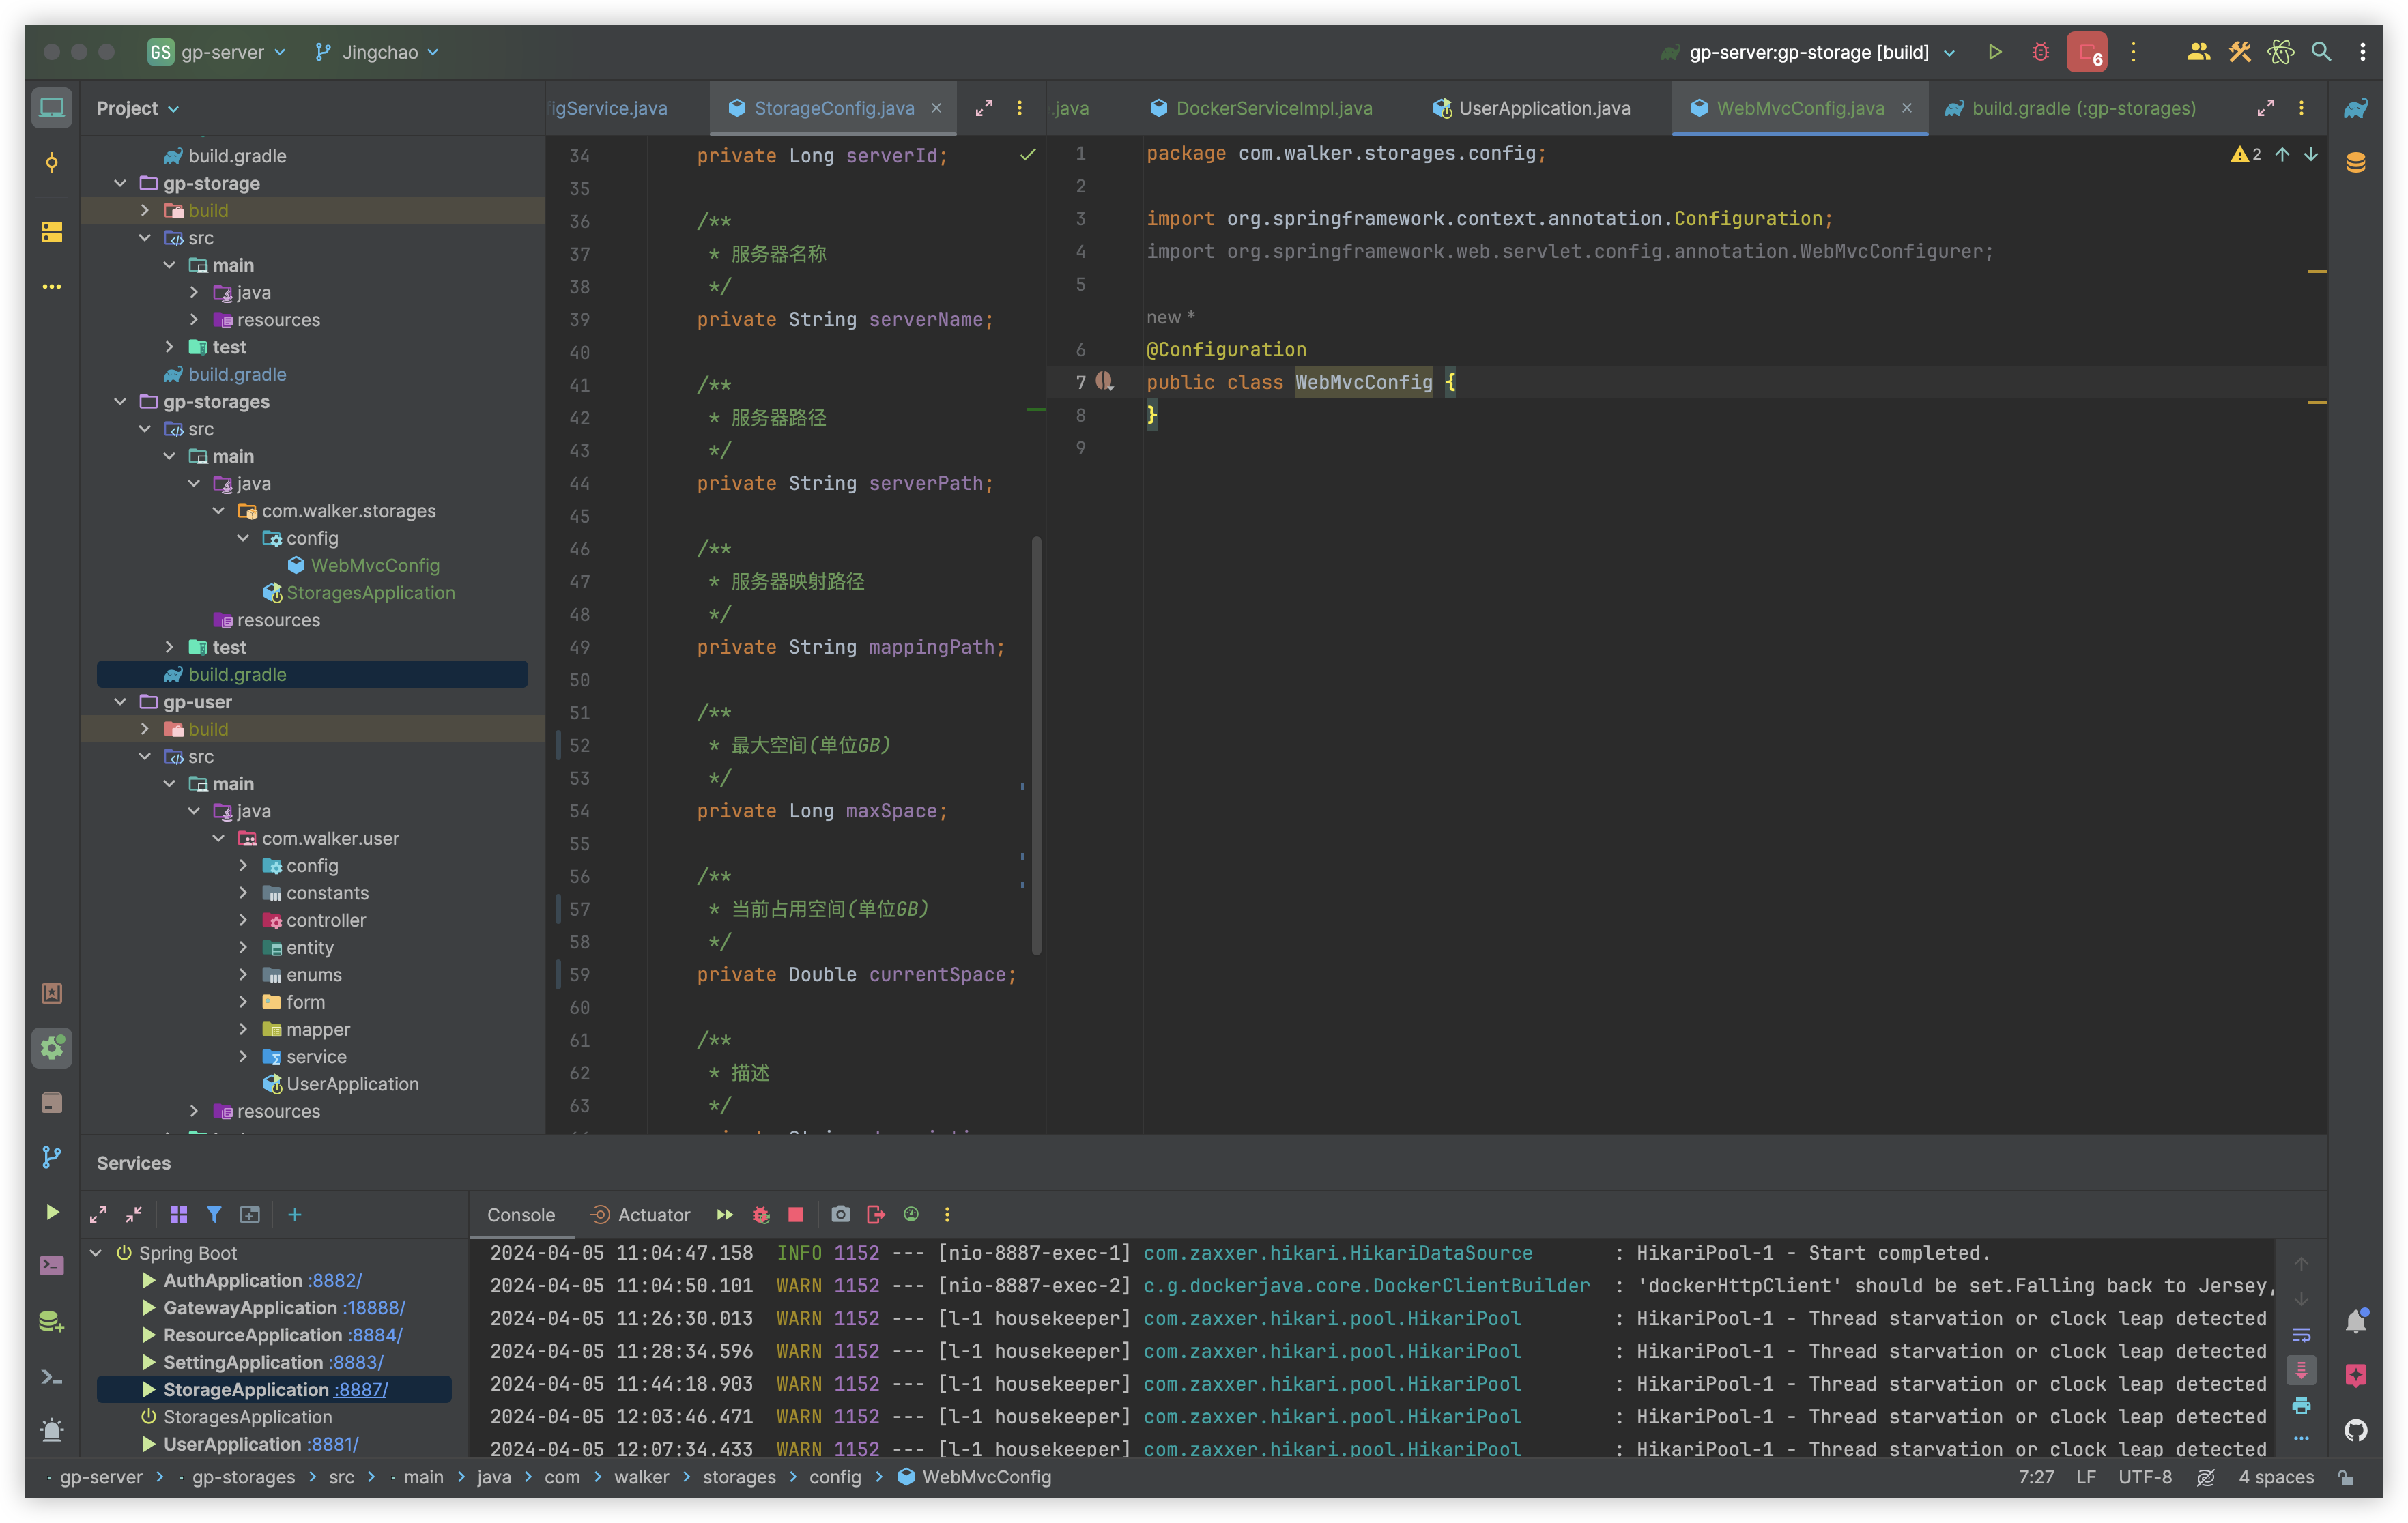 GS gp-server Jingchao gp-server:gp-storage [build] 6
Project
build.gradle
gp-storage
build
src
main
java
resources
test
build.gradle
gp-storages
src
main
java
com.walker.storages
config
WebMvcConfig
StoragesApplication
resources
test
build.gradle
gp-user
build
src
main
java
com.walker.user
config
constants
controller
entity
enums
form
mapper
service
UserApplication
resources
igService.java StorageConfig.java
34 private Long serverId;
35
36 /**
37 * 服务器名称
38 */
39 private String serverName;
40
41 /**
42 * 服务器路径
43 */
44 private String serverPath;
45
46 /**
47 * 服务器映射路径
48 */
49 private String mappingPath;
50
51 /**
52 * 最大空间(单位GB)
53 */
54 private Long maxSpace;
55
56 /**
57 * 当前占用空间(单位GB)
58 */
59 private Double currentSpace;
60
61 /**
62 * 描述
63 */
.java DockerServiceImpl.java UserApplication.java WebMvcConfig.java build.gradle (:gp-storages)
1 package com.walker.storages.config; 2
2
3 import org.springframework.context.annotation.Configuration;
4 import org.springframework.web.servlet.config.annotation.WebMvcConfigurer;
5
new *
6 @Configuration
7 public class WebMvcConfig {
8 }
9
Services
Console Actuator
Spring Boot
AuthApplication :8882/
GatewayApplication :18888/
ResourceApplication :8884/
SettingApplication :8883/
StorageApplication :8887/
StoragesApplication
UserApplication :8881/
2024-04-05 11:04:47.158 INFO 1152 --- [nio-8887-exec-1] com.zaxxer.hikari.HikariDataSource : HikariPool-1 - Start completed.
2024-04-05 11:04:50.101 WARN 1152 --- [nio-8887-exec-2] c.g.dockerjava.core.DockerClientBuilder : 'dockerHttpClient' should be set.Falling back to Jersey,
2024-04-05 11:26:30.013 WARN 1152 --- [l-1 housekeeper] com.zaxxer.hikari.pool.HikariPool : HikariPool-1 - Thread starvation or clock leap detected
2024-04-05 11:28:34.596 WARN 1152 --- [l-1 housekeeper] com.zaxxer.hikari.pool.HikariPool : HikariPool-1 - Thread starvation or clock leap detected
2024-04-05 11:44:18.903 WARN 1152 --- [l-1 housekeeper] com.zaxxer.hikari.pool.HikariPool : HikariPool-1 - Thread starvation or clock leap detected
2024-04-05 12:03:46.471 WARN 1152 --- [l-1 housekeeper] com.zaxxer.hikari.pool.HikariPool : HikariPool-1 - Thread starvation or clock leap detected
2024-04-05 12:07:34.433 WARN 1152 --- [l-1 housekeeper] com.zaxxer.hikari.pool.HikariPool : HikariPool-1 - Thread starvation or clock leap detected
gp-server > gp-storages > src > main > java > com > walker > storages > config > WebMvcConfig 7:27 LF UTF-8 4 spaces